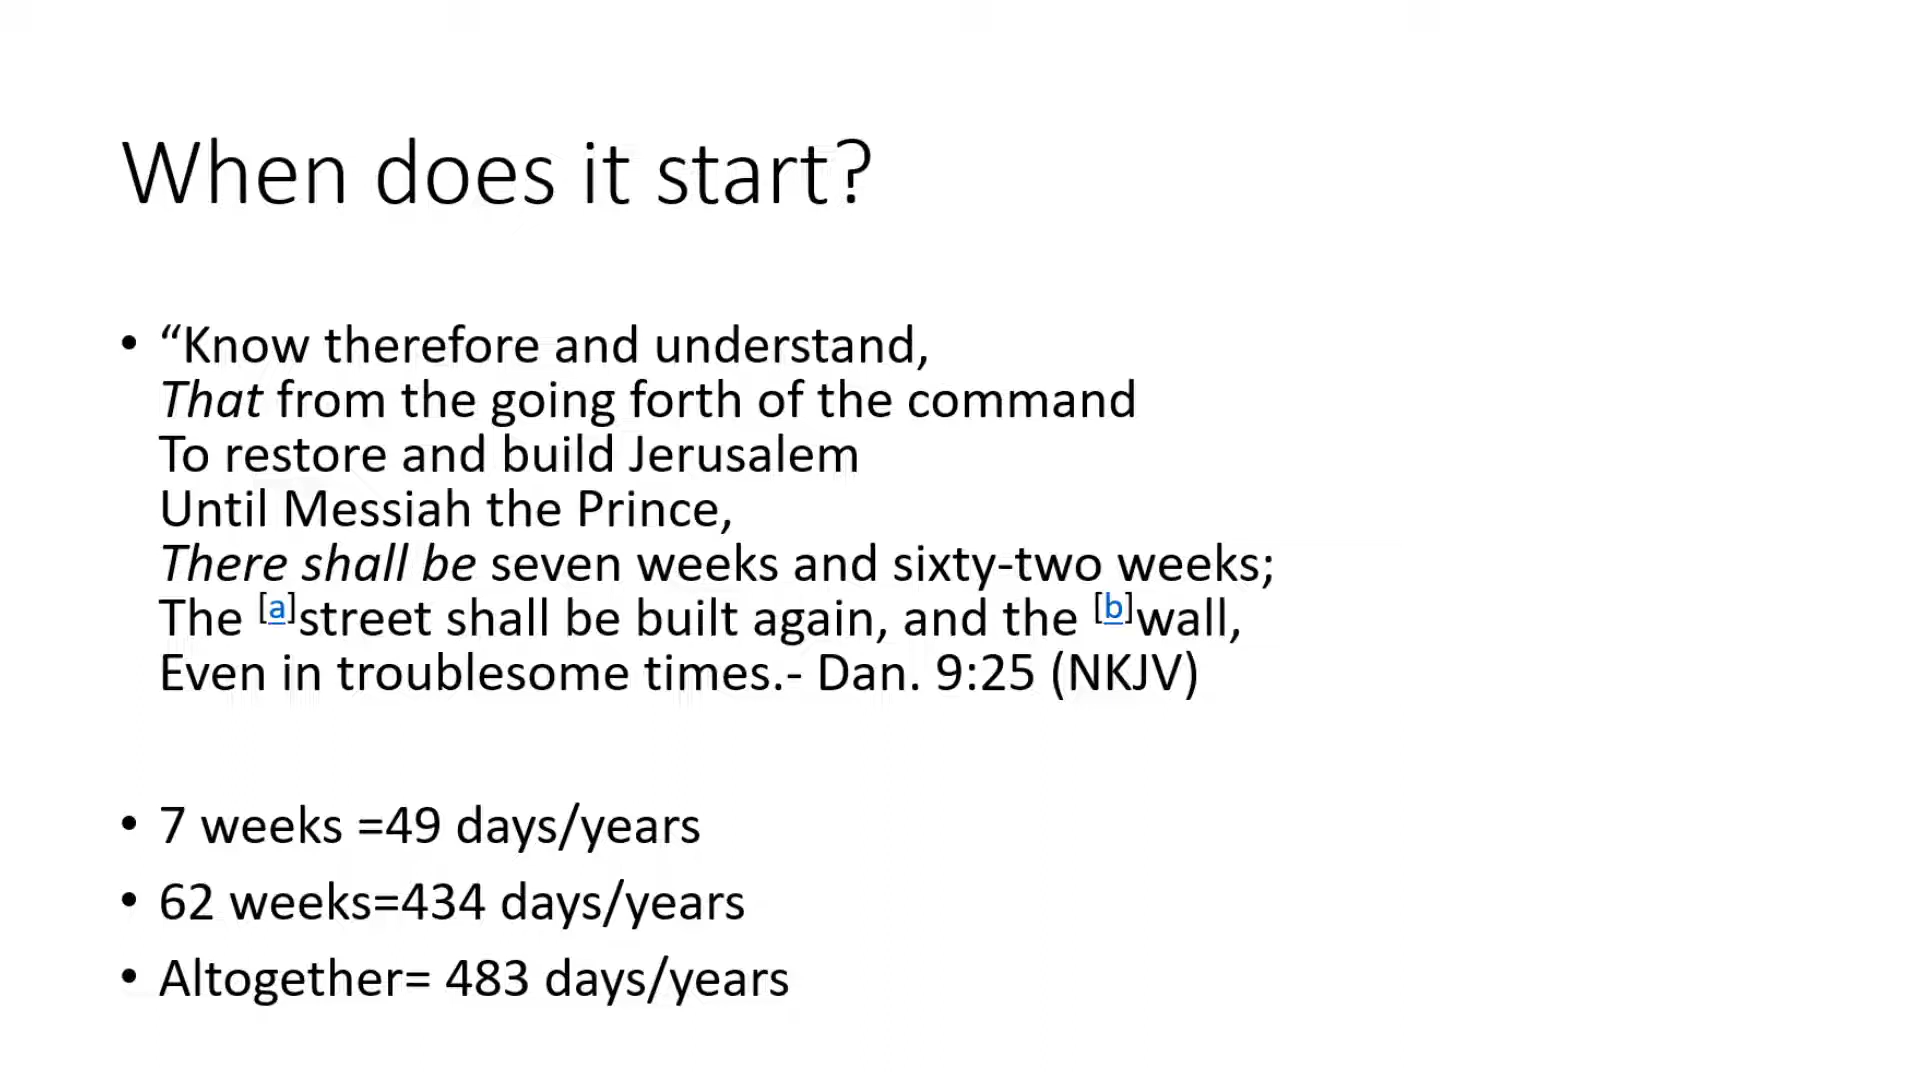 When does it start?
• “Know therefore and understand,
That from the going forth of the command
To restore and build Jerusalem
Until Messiah the Prince,
There shall be seven weeks and sixty-two weeks;
The [a]street shall be built again, and the [b]wall,
Even in troublesome times.- Dan. 9:25 (NKJV)
• 7 weeks =49 days/years
• 62 weeks=434 days/years
• Altogether= 483 days/years